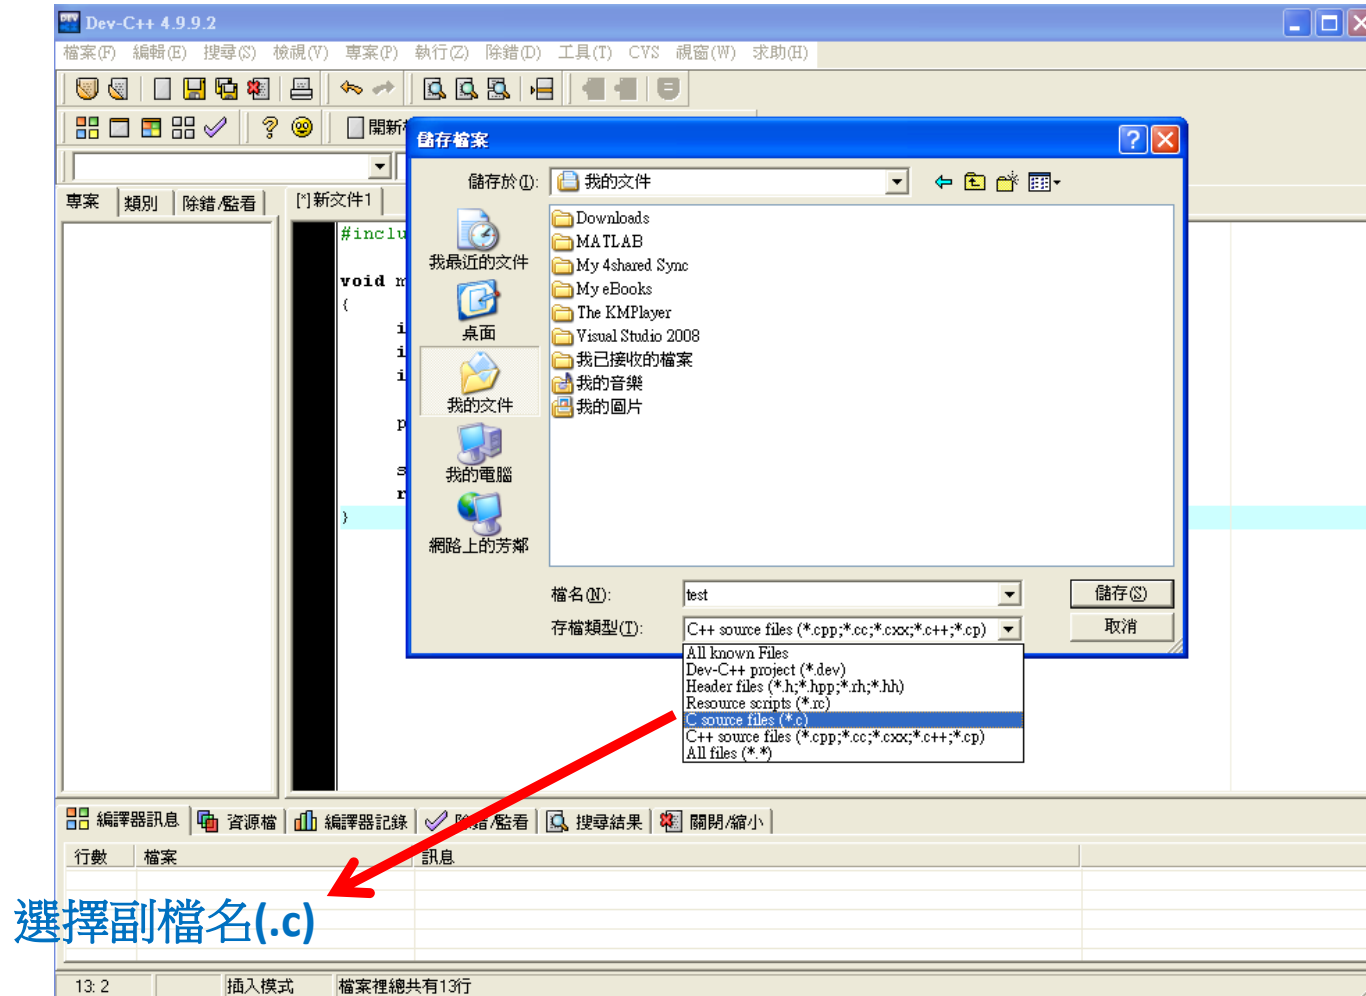 Dev-C++ 4.9.9.2
檔案(F) 編輯(E) 搜尋(S) 檢視(V) 專案(P) 執行(Z) 除錯(D) 工具(T) CVS 視窗(W) 求助(H)
開新
專案 類別 除錯/監看
[*]新文件1
#inclu
void m
{
i
i
i
p
s
r
}
儲存檔案
儲存於(I): 我的文件
我最近的文件
桌面
我的文件
我的電腦
網路上的芳鄰
Downloads
MATLAB
My 4shared Sync
My eBooks
The KMPlayer
Visual Studio 2008
我已接收的檔案
我的音樂
我的圖片
檔名(N): test 儲存(S)
存檔類型(T): C++ source files (*.cpp;*.cc;*.cxx;*.c++;*.cp) 取消
All known Files
Dev-C++ project (*.dev)
Header files (*.h;*.hpp;*.rh;*.hh)
Resource scripts (*.rc)
C source files (*.c)
C++ source files (*.cpp;*.cc;*.cxx;*.c++;*.cp)
All files (*.*)
編譯器訊息 資源檔 編譯器記錄 除錯/監看 搜尋結果 關閉/縮小
行數 檔案 訊息
選擇副檔名(.c)
13: 2 插入模式 檔案裡總共有13行